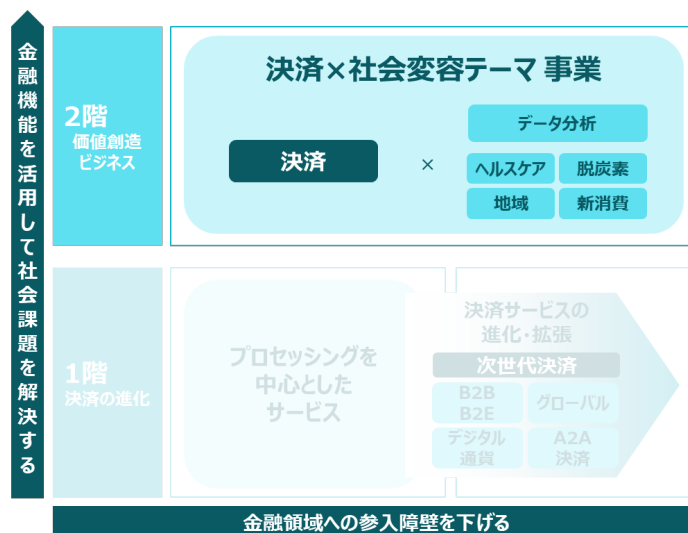 金融機能を活用して社会課題を解決する
2階
価値創造
ビジネス
決済×社会変容テーマ 事業
決済
×
データ分析
ヘルスケア
脱炭素
地域
新消費
1階
決済の進化
プロセッシングを
中心とした
サービス
決済サービスの
進化・拡張
次世代決済
B2B
B2E
グローバル
デジタル
通貨
A2A
決済
金融領域への参入障壁を下げる